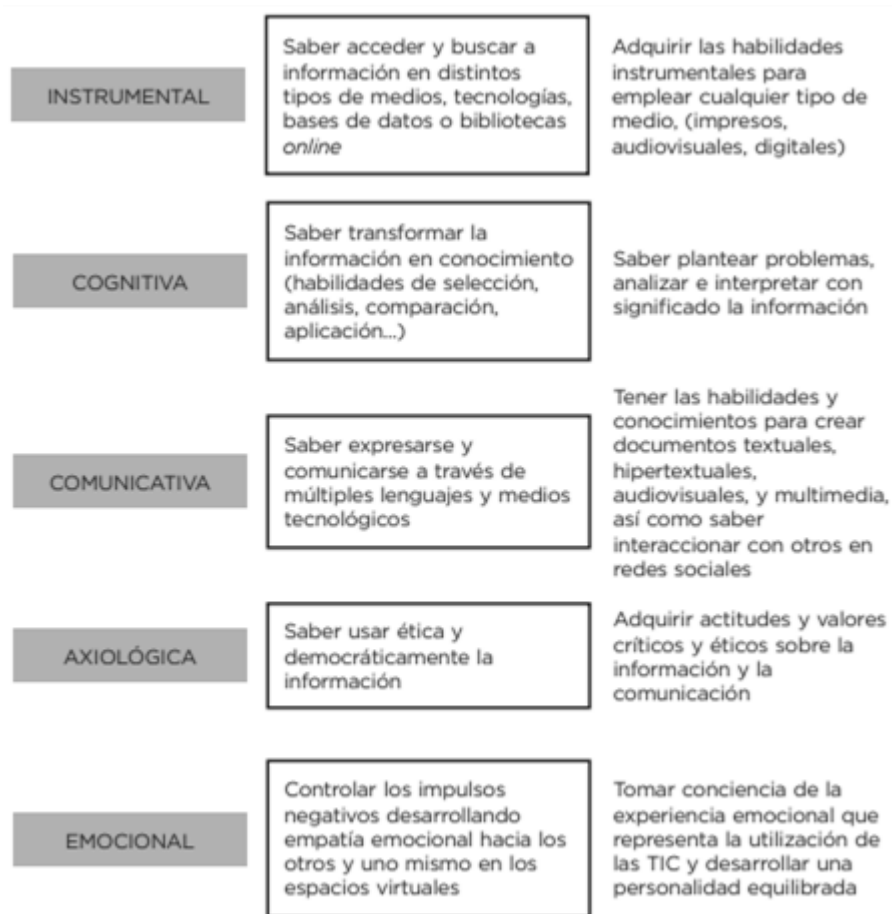 INSTRUMENTAL
Saber acceder y buscar a
información en distintos
tipos de medios, tecnologías,
bases de datos o bibliotecas
online
Adquirir las habilidades
instrumentales para
emplear cualquier tipo de
medio, (impresos,
audiovisuales, digitales)
COGNITIVA
Saber transformar la
información en conocimiento
(habilidades de selección,
análisis, comparación,
aplicación...)
Saber plantear problemas,
analizar e interpretar con
significado la información
COMUNICATIVA
Saber expresarse y
comunicarse a través de
múltiples lenguajes y medios
tecnológicos
Tener las habilidades y
conocimientos para crear
documentos textuales,
hipertextuales,
audiovisuales, y multimedia,
así como saber
interaccionar con otros en
redes sociales
AXIOLÓGICA
Saber usar ética y
democráticamente la
información
Adquirir actitudes y valores
críticos y éticos sobre la
información y la
comunicación
EMOCIONAL
Controlar los impulsos
negativos desarrollando
empatía emocional hacia los
otros y uno mismo en los
espacios virtuales
Tomar conciencia de la
experiencia emocional que
representa la utilización de
las TIC y desarrollar una
personalidad equilibrada